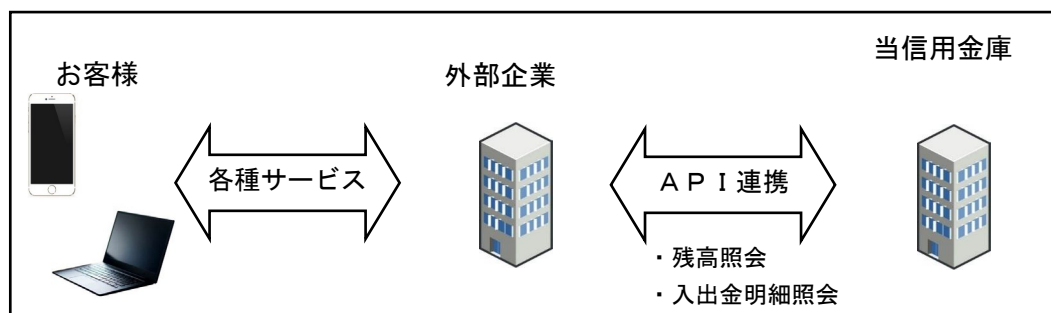 お客様
外部企業
当信用金庫
各種サービス
ＡＰＩ連携
・残高照会
・入出金明細照会